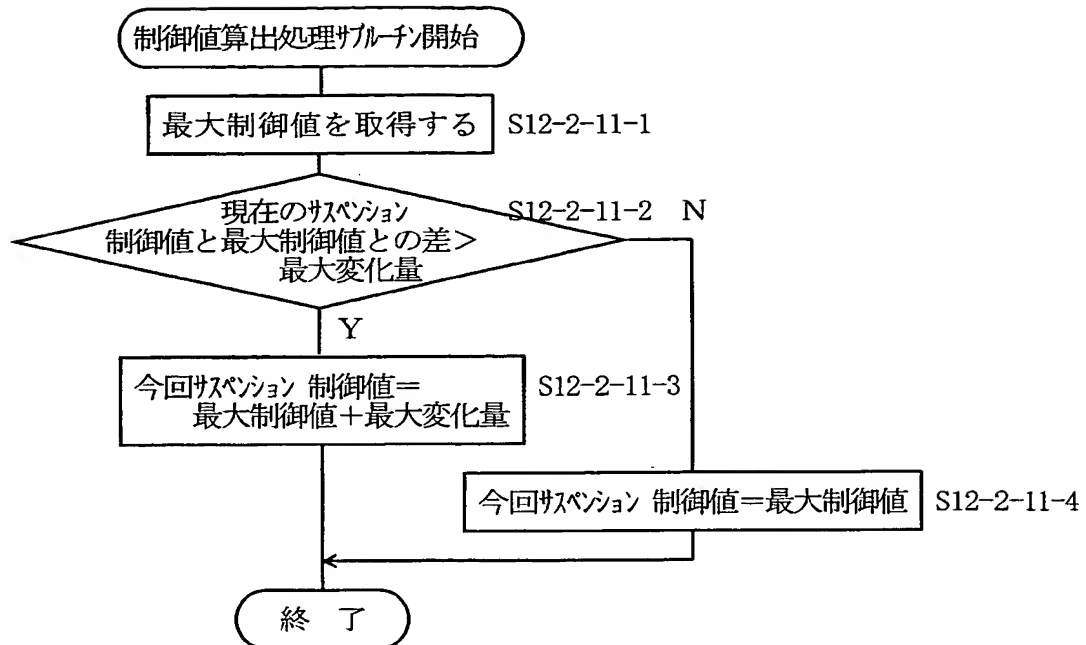 制御値算出処理ｻﾌﾞﾙｰﾁﾝ開始
最大制御値を取得する S12-2-11-1
現在のｻｽﾍﾟﾝｼｮﾝ
制御値と最大制御値との差＞
最大変化量
S12-2-11-2 N
Y
今回ｻｽﾍﾟﾝｼｮﾝ 制御値＝
最大制御値＋最大変化量
S12-2-11-3
今回ｻｽﾍﾟﾝｼｮﾝ 制御値＝最大制御値 S12-2-11-4
終 了